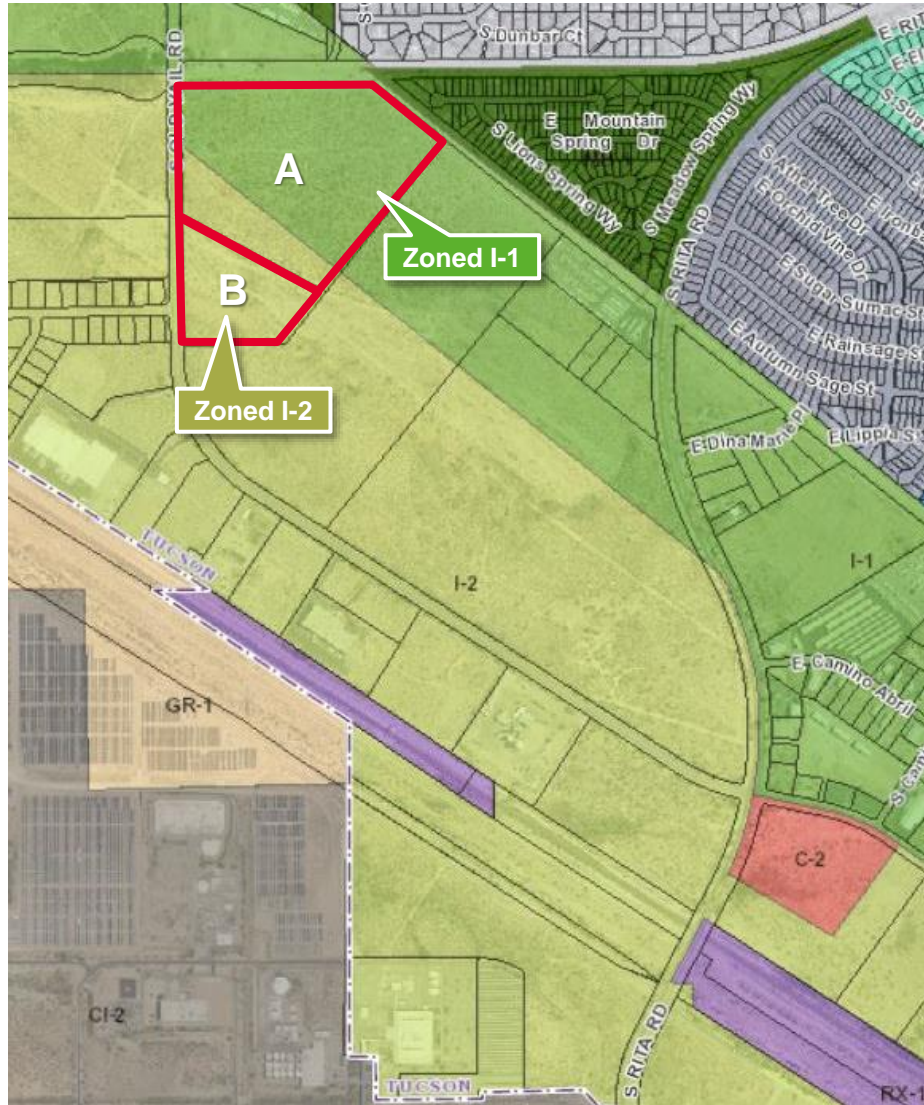 S Dunbar Ct
E Mountain
Spring Dr
S Lions Spring Wy
S Meadow Spring Wy
S RITA RD
A
Zoned I-1
B
Zoned I-2
E Orchid Vine Dr
E Sugar Sumac St
E Rainsage St
E Autumn Sage St
E Lippia St
E Dina Marie Pl
TUCSON
I-2
I-1
E Camino Abril
GR-1
C-2
CI-2
S RITA RD
TUCSON